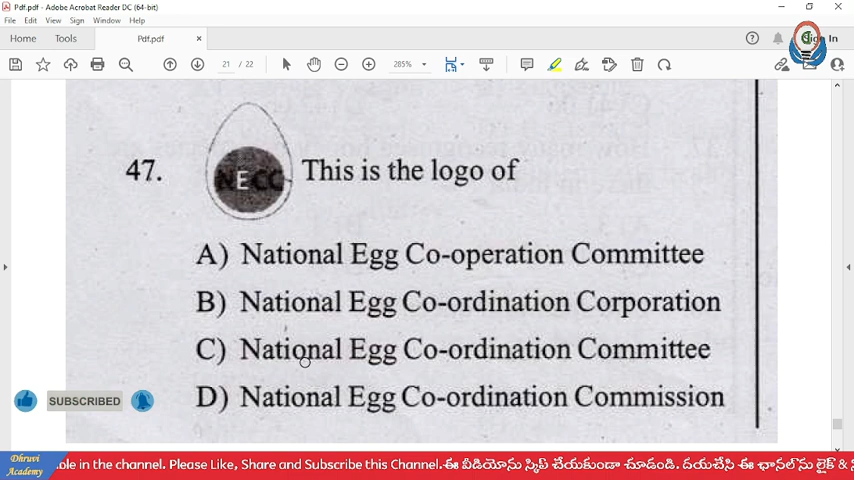 Pdf.pdf - Adobe Acrobat Reader DC (64-bit)
File Edit View Sign Window Help
Home Tools Pdf.pdf × Sign In
21 / 22 285%
47. NECC This is the logo of
A) National Egg Co-operation Committee
B) National Egg Co-ordination Corporation
C) National Egg Co-ordination Committee
D) National Egg Co-ordination Commission
SUBSCRIBED
Dhruvi
Academy
ble in the channel. Please Like, Share and Subscribe this Channel. ఈ వీడియోను స్కిప్ చేయకుండా చూడండి. దయచేసి ఈ ఛానల్‌ను లైక్ &